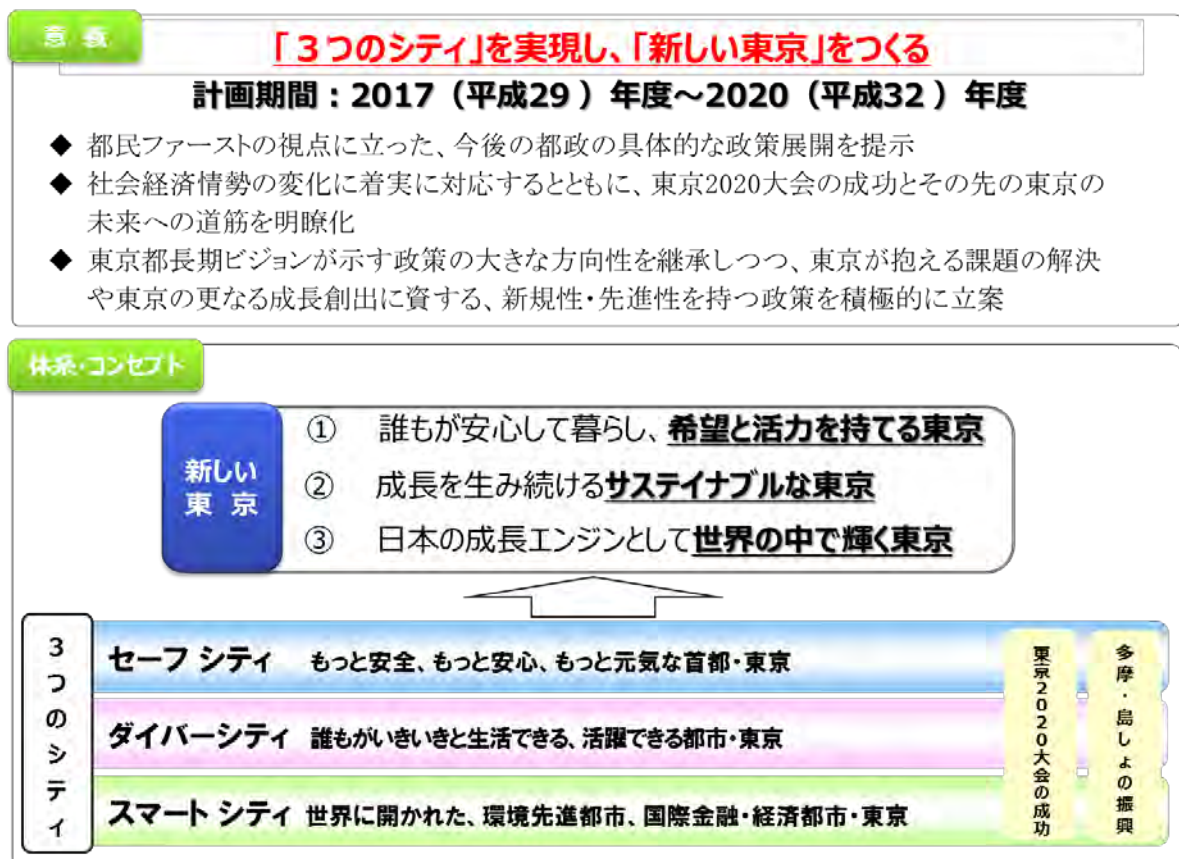 意 義
「3つのシティ」を実現し、「新しい東京」をつくる
計画期間：2017（平成29 ）年度～2020（平成32 ）年度
◆ 都民ファーストの視点に立った、今後の都政の具体的な政策展開を提示
◆ 社会経済情勢の変化に着実に対応するとともに、東京2020大会の成功とその先の東京の
未来への道筋を明瞭化
◆ 東京都長期ビジョンが示す政策の大きな方向性を継承しつつ、東京が抱える課題の解決
や東京の更なる成長創出に資する、新規性・先進性を持つ政策を積極的に立案
体系・コンセプト
新しい
東 京
① 誰もが安心して暮らし、希望と活力を持てる東京
② 成長を生み続けるサステイナブルな東京
③ 日本の成長エンジンとして世界の中で輝く東京
3つのシティ
セーフ シティ もっと安全、もっと安心、もっと元気な首都・東京
ダイバーシティ 誰もがいきいきと生活できる、活躍できる都市・東京
スマート シティ 世界に開かれた、環境先進都市、国際金融・経済都市・東京
東京2020大会の成功
多摩・島しょの振興